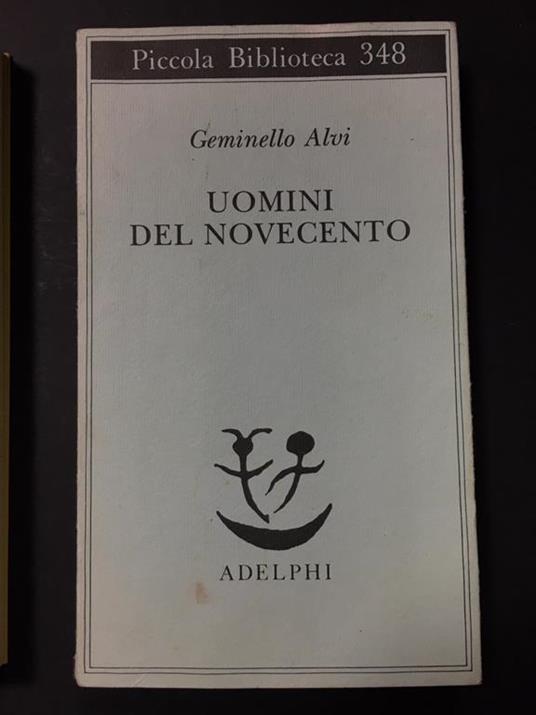 Piccola Biblioteca 348
Geminello Alvi
UOMINI
DEL NOVECENTO
ADELPHI